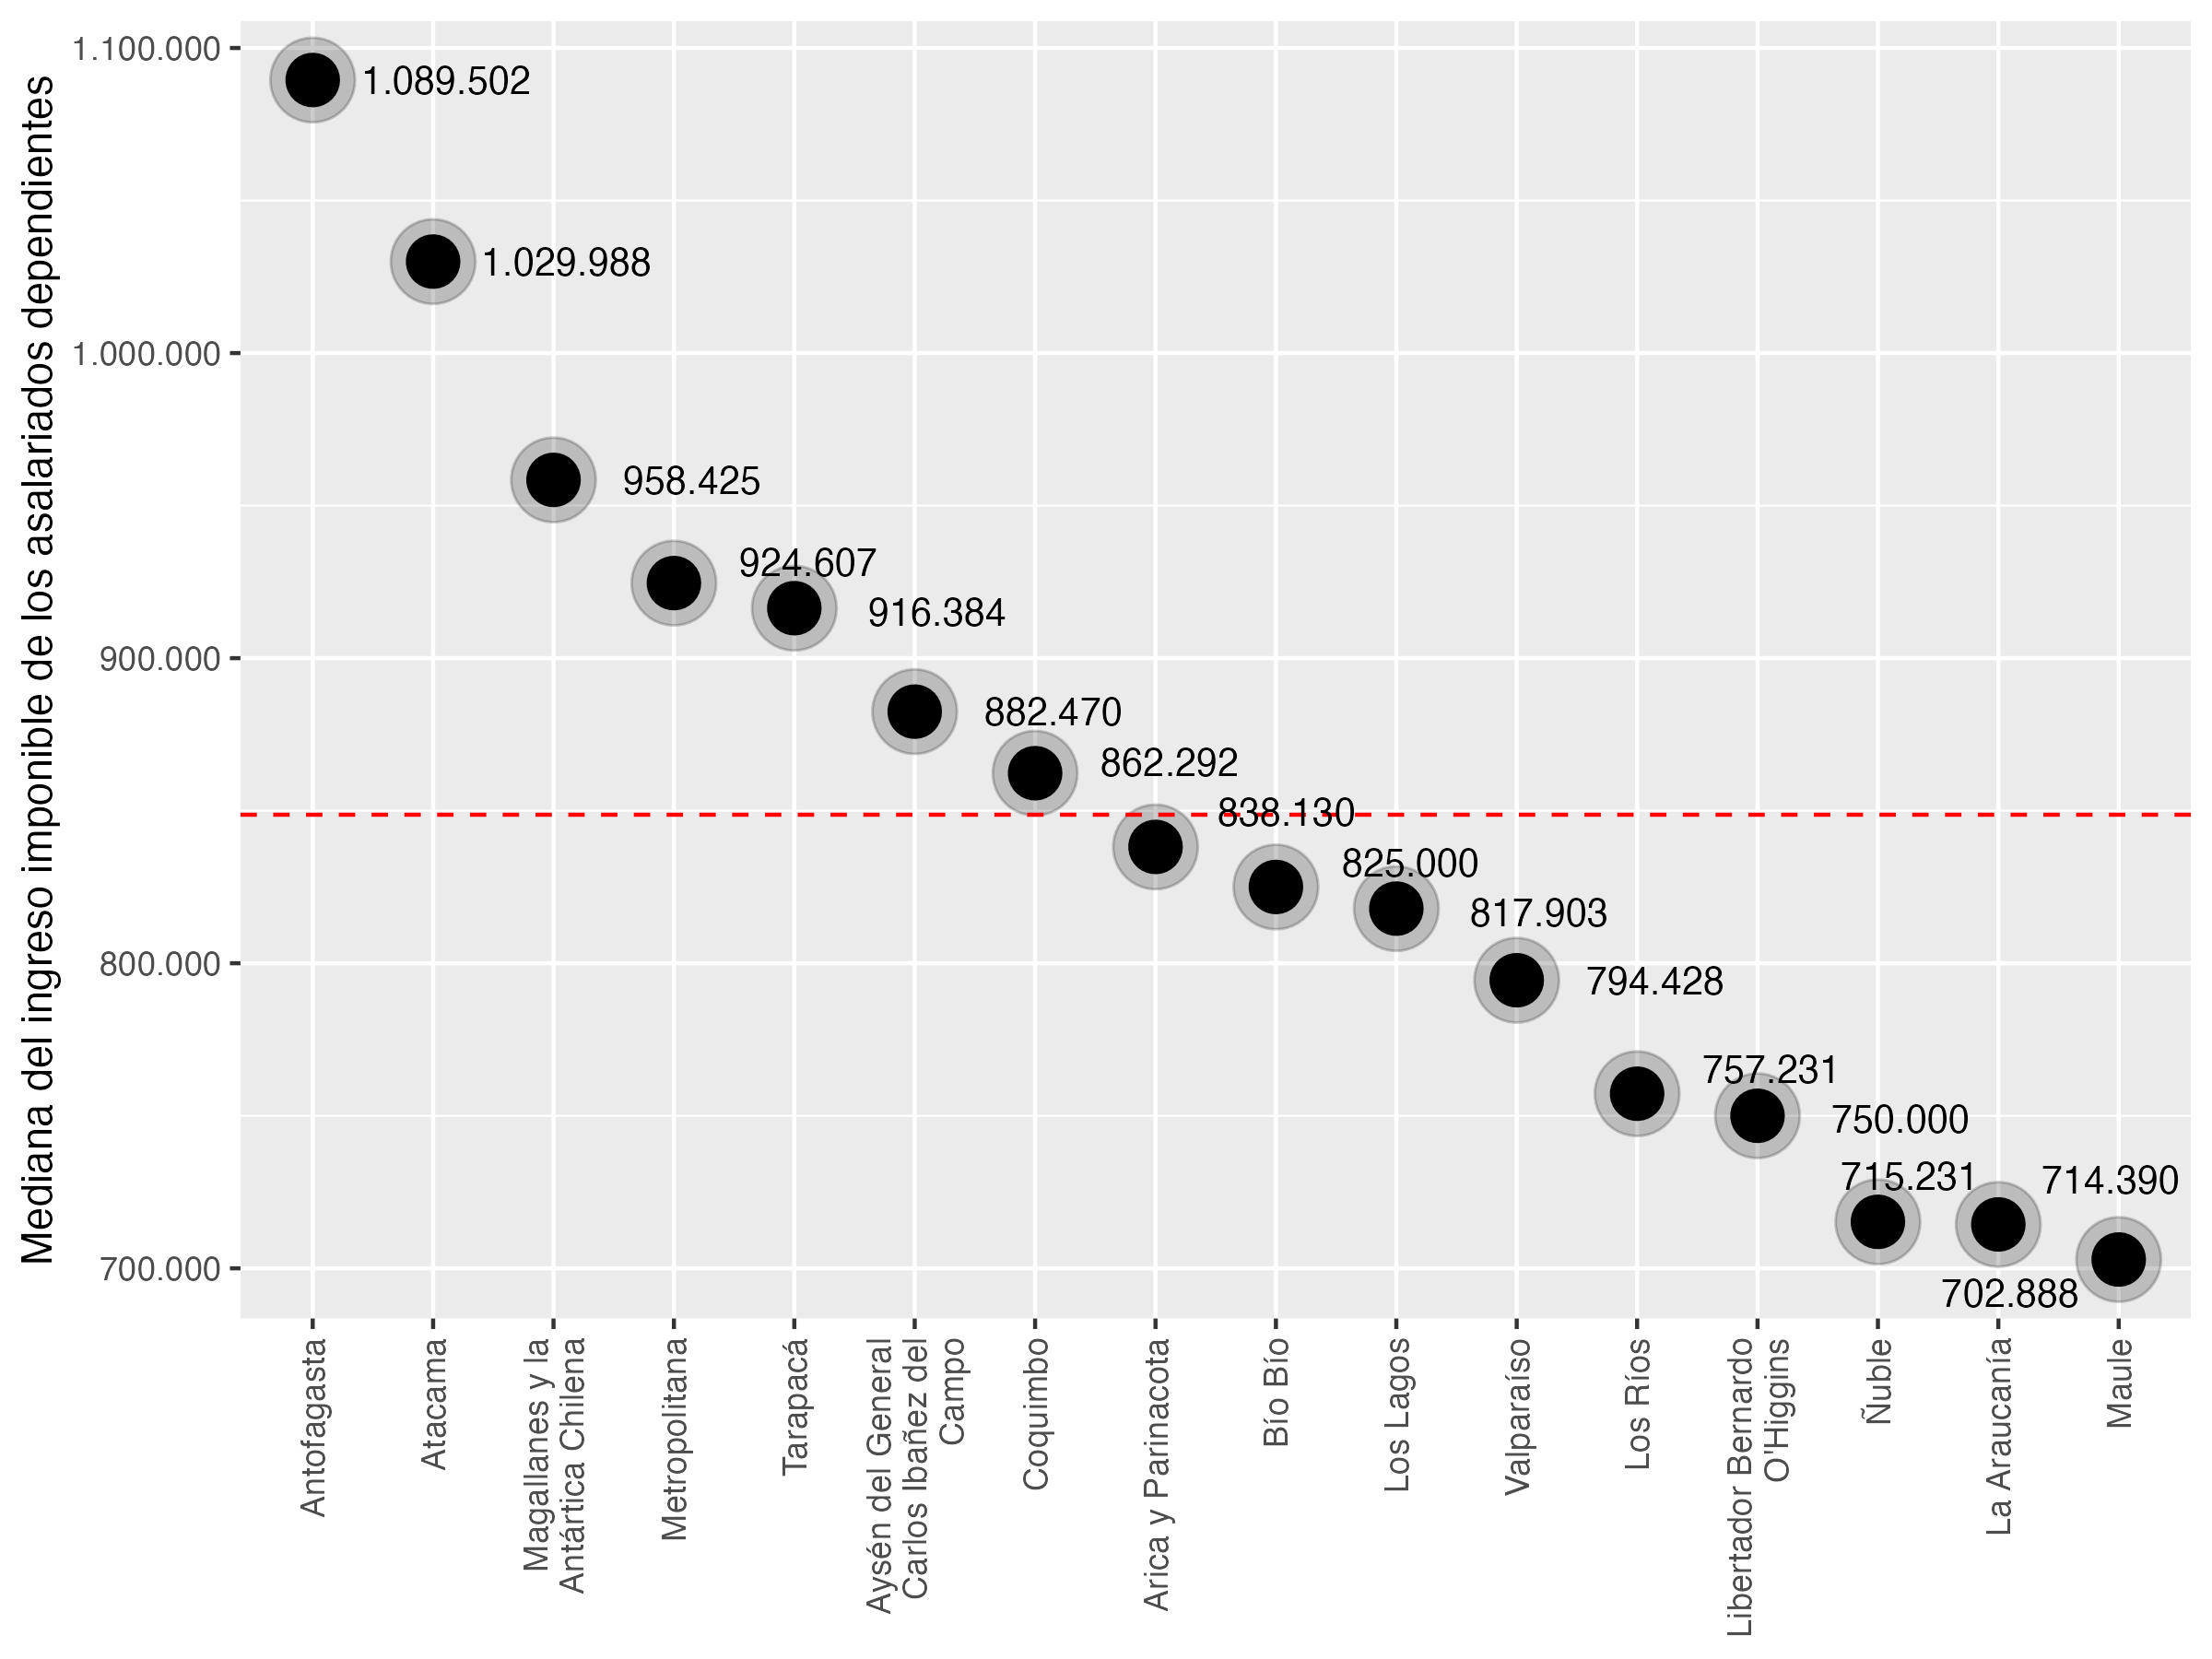 Mediana del ingreso imponible de los asalariados dependientes
1.100.000
1.000.000
900.000
800.000
700.000
1.089.502
1.029.988
958.425
924.607
916.384
882.470
862.292
838.130
825.000
817.903
794.428
757.231
750.000
715.231
714.390
702.888
Antofagasta
Atacama
Magallanes y la
Antártica Chilena
Metropolitana
Tarapacá
Aysén del General
Carlos Ibañez del
Campo
Coquimbo
Arica y Parinacota
Bío Bío
Los Lagos
Valparaíso
Los Ríos
Libertador Bernardo
O'Higgins
Ñuble
La Araucanía
Maule